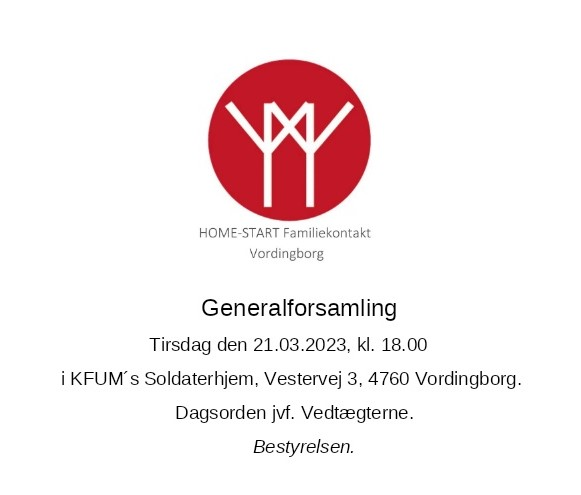 HOME-START Familiekontakt
Vordingborg
Generalforsamling
Tirsdag den 21.03.2023, kl. 18.00
i KFUM´s Soldaterhjem, Vestervej 3, 4760 Vordingborg.
Dagsorden jvf. Vedtægterne.
Bestyrelsen.